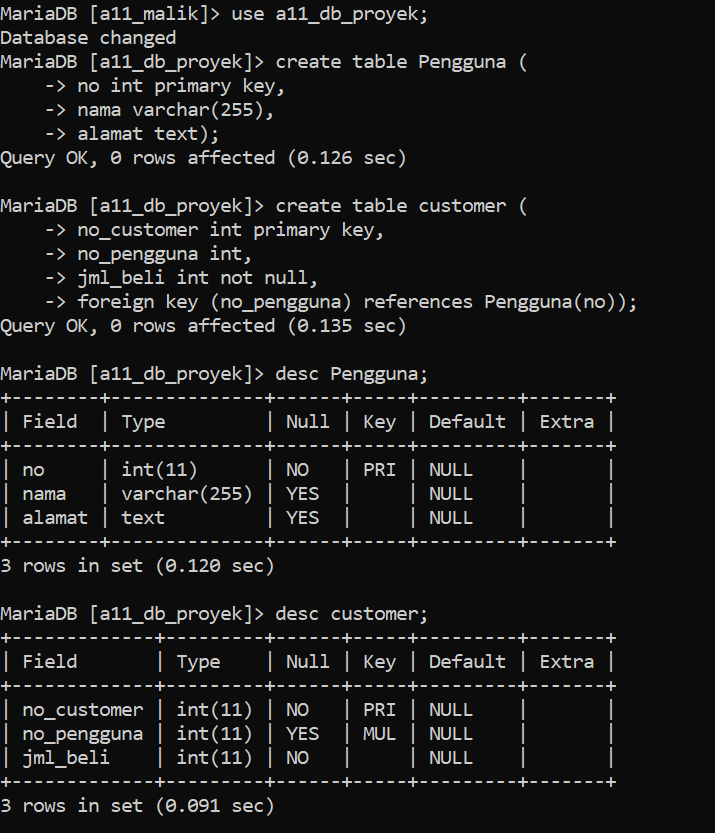 MariaDB [a11_malik]> use a11_db_proyek;
Database changed
MariaDB [a11_db_proyek]> create table Pengguna (
    -> no int primary key,
    -> nama varchar(255),
    -> alamat text);
Query OK, 0 rows affected (0.126 sec)

MariaDB [a11_db_proyek]> create table customer (
    -> no_customer int primary key,
    -> no_pengguna int,
    -> jml_beli int not null,
    -> foreign key (no_pengguna) references Pengguna(no));
Query OK, 0 rows affected (0.135 sec)

MariaDB [a11_db_proyek]> desc Pengguna;
+--------+--------------+------+-----+---------+-------+
| Field  | Type         | Null | Key | Default | Extra |
+--------+--------------+------+-----+---------+-------+
| no     | int(11)      | NO   | PRI | NULL    |       |
| nama   | varchar(255) | YES  |     | NULL    |       |
| alamat | text         | YES  |     | NULL    |       |
+--------+--------------+------+-----+---------+-------+
3 rows in set (0.120 sec)

MariaDB [a11_db_proyek]> desc customer;
+-------------+---------+------+-----+---------+-------+
| Field       | Type    | Null | Key | Default | Extra |
+-------------+---------+------+-----+---------+-------+
| no_customer | int(11) | NO   | PRI | NULL    |       |
| no_pengguna | int(11) | YES  | MUL | NULL    |       |
| jml_beli    | int(11) | NO   |     | NULL    |       |
+-------------+---------+------+-----+---------+-------+
3 rows in set (0.091 sec)